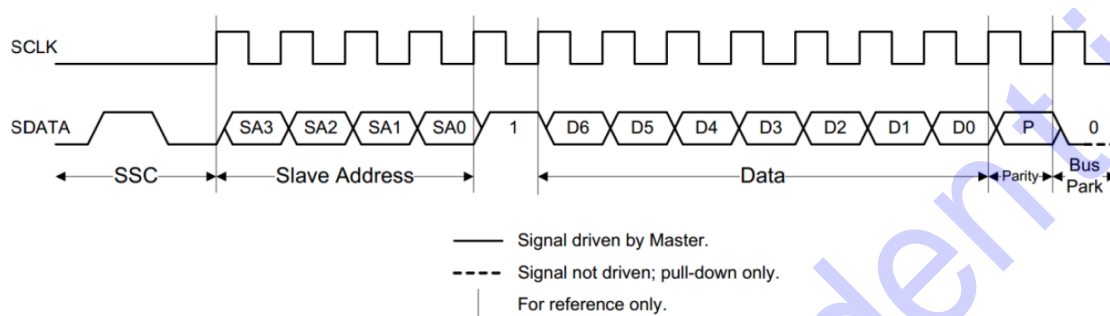 SCLK
SDATA SA3 SA2 SA1 SA0 1 D6 D5 D4 D3 D2 D1 D0 P 0
SSC Slave Address Data Parity Bus Park
Signal driven by Master.
Signal not driven; pull-down only.
For reference only.